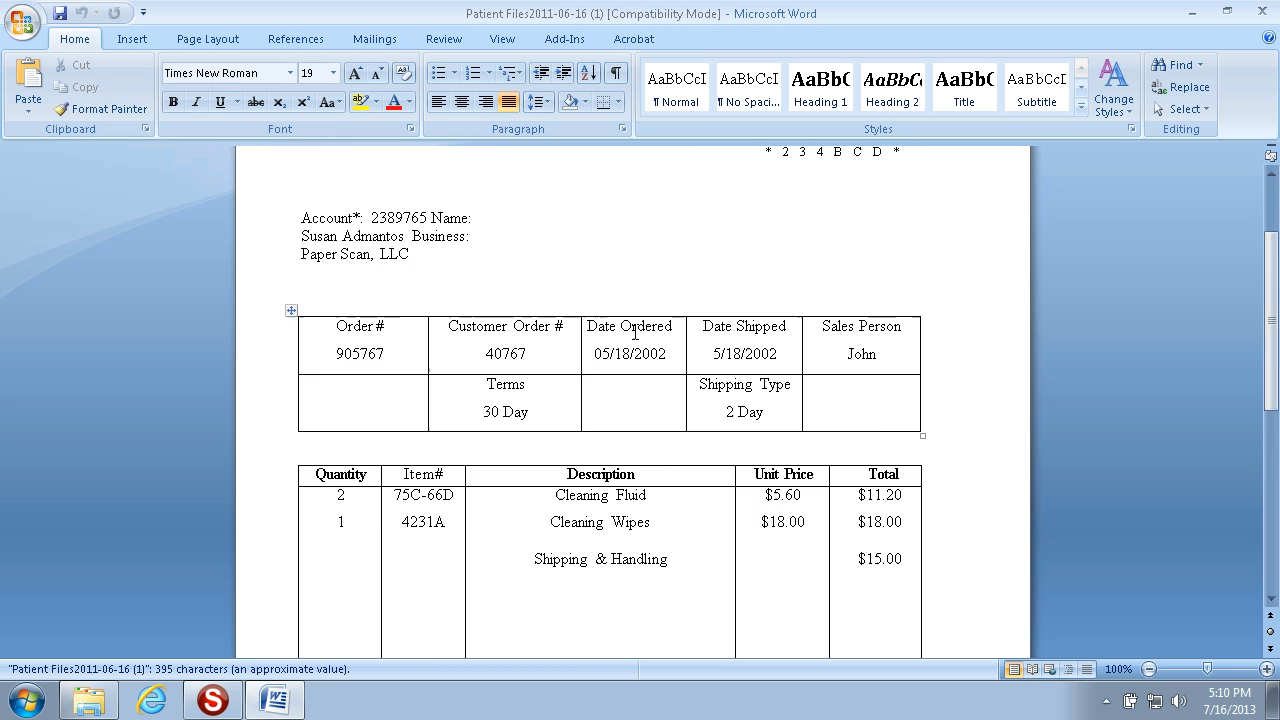 Patient Files2011-06-16 (1) [Compatibility Mode] - Microsoft Word
Home Insert Page Layout References Mailings Review View Add-Ins Acrobat
Paste
Cut
Copy
Format Painter
Clipboard
Times New Roman 19
Font
Paragraph
AaBbCcI AaBbCcI AaBbC AaBbCc AaBbC AaBbCcI
¶ Normal ¶ No Spaci... Heading 1 Heading 2 Title Subtitle
Change Styles
Styles
Find
Replace
Select
Editing
* 2 3 4 B C D *
Account*: 2389765 Name:
Susan Admantos Business:
Paper Scan, LLC
Order# Customer Order # Date Ordered Date Shipped Sales Person
905767 40767 05/18/2002 5/18/2002 John
Terms Shipping Type
30 Day 2 Day
Quantity Item# Description Unit Price Total
2 75C-66D Cleaning Fluid $5.60 $11.20
1 4231A Cleaning Wipes $18.00 $18.00
Shipping & Handling $15.00
"Patient Files2011-06-16 (1)": 395 characters (an approximate value).
100%
5:10 PM
7/16/2013